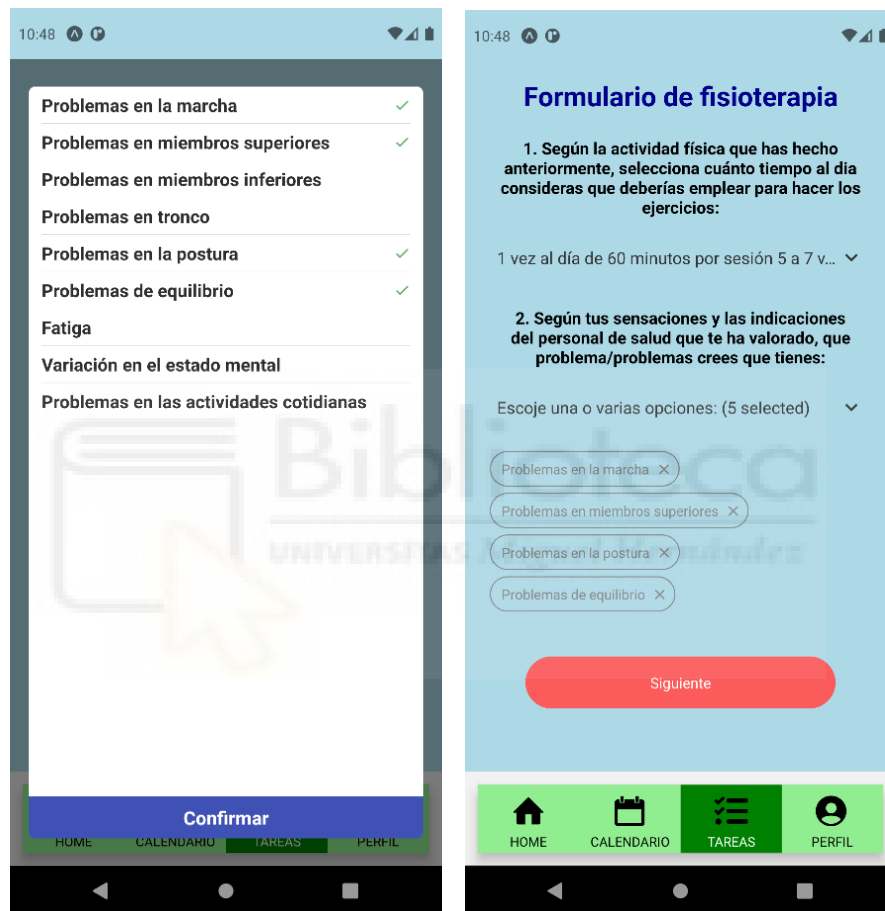 10:48
Problemas en la marcha
Problemas en miembros superiores
Problemas en miembros inferiores
Problemas en tronco
Problemas en la postura
Problemas de equilibrio
Fatiga
Variación en el estado mental
Problemas en las actividades cotidianas
Confirmar
HOME CALENDARIO TAREAS PERFIL
10:48
Formulario de fisioterapia
1. Según la actividad física que has hecho
anteriormente, selecciona cuánto tiempo al dia
consideras que deberías emplear para hacer los
ejercicios:
1 vez al día de 60 minutos por sesión 5 a 7 v...
2. Según tus sensaciones y las indicaciones
del personal de salud que te ha valorado, que
problema/problemas crees que tienes:
Escoje una o varias opciones: (5 selected)
Problemas en la marcha
Problemas en miembros superiores
Problemas en la postura
Problemas de equilibrio
Siguiente
HOME CALENDARIO TAREAS PERFIL
Biblioteca
UNIVERSITAS Miguel Hernández